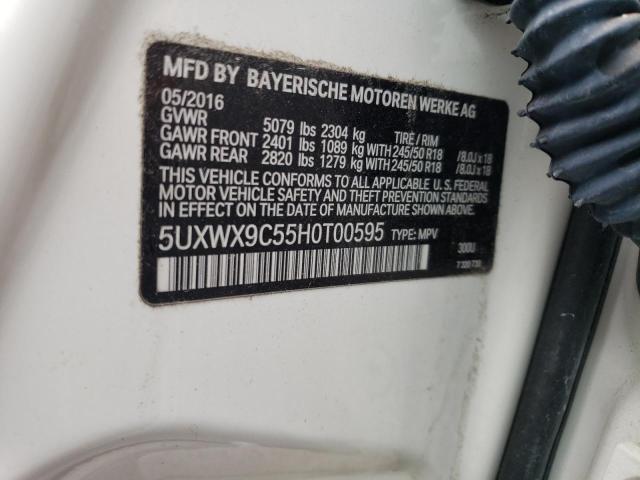 MFD BY BAYERISCHE MOTOREN WERKE AG
05/2016
GVWR 5079 lbs 2304 kg TIRE / RIM
GAWR FRONT 2401 lbs 1089 kg WITH 245/50 R18 /8.0J x 18
GAWR REAR 2820 lbs 1279 kg WITH 245/50 R18 /8.0J x 18
THIS VEHICLE CONFORMS TO ALL APPLICABLE U.S. FEDERAL
MOTOR VEHICLE SAFETY AND THEFT PREVENTION STANDARDS
IN EFFECT ON THE DATE OF MANUFACTURE SHOWN ABOVE.
5UXWX9C55H0T00595 TYPE: MPV 300U